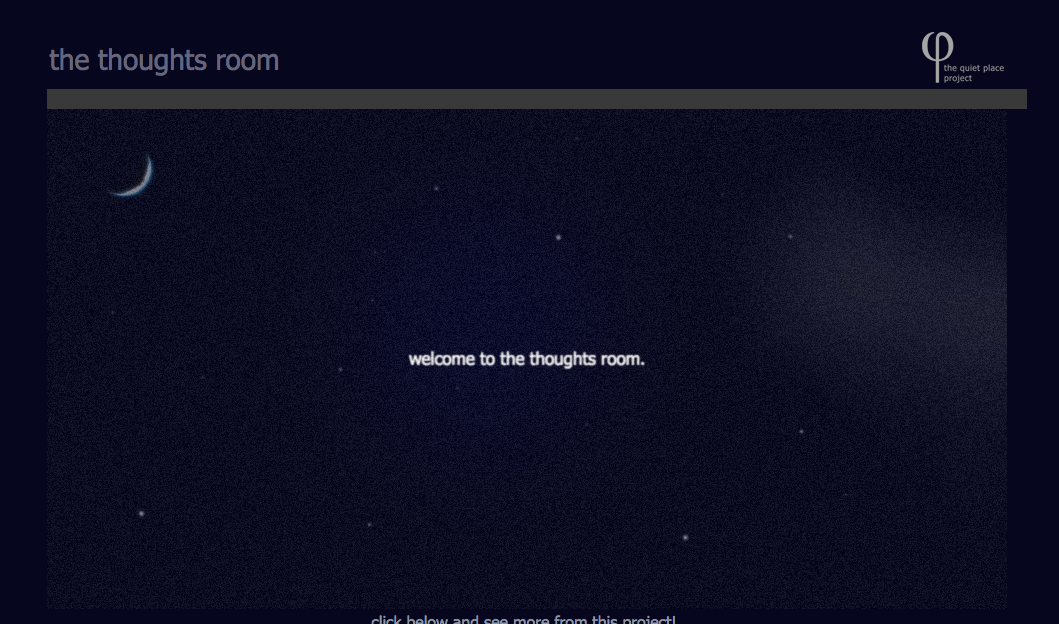 the thoughts room
the quiet place
project
welcome to the thoughts room.
click below and see more from this project!